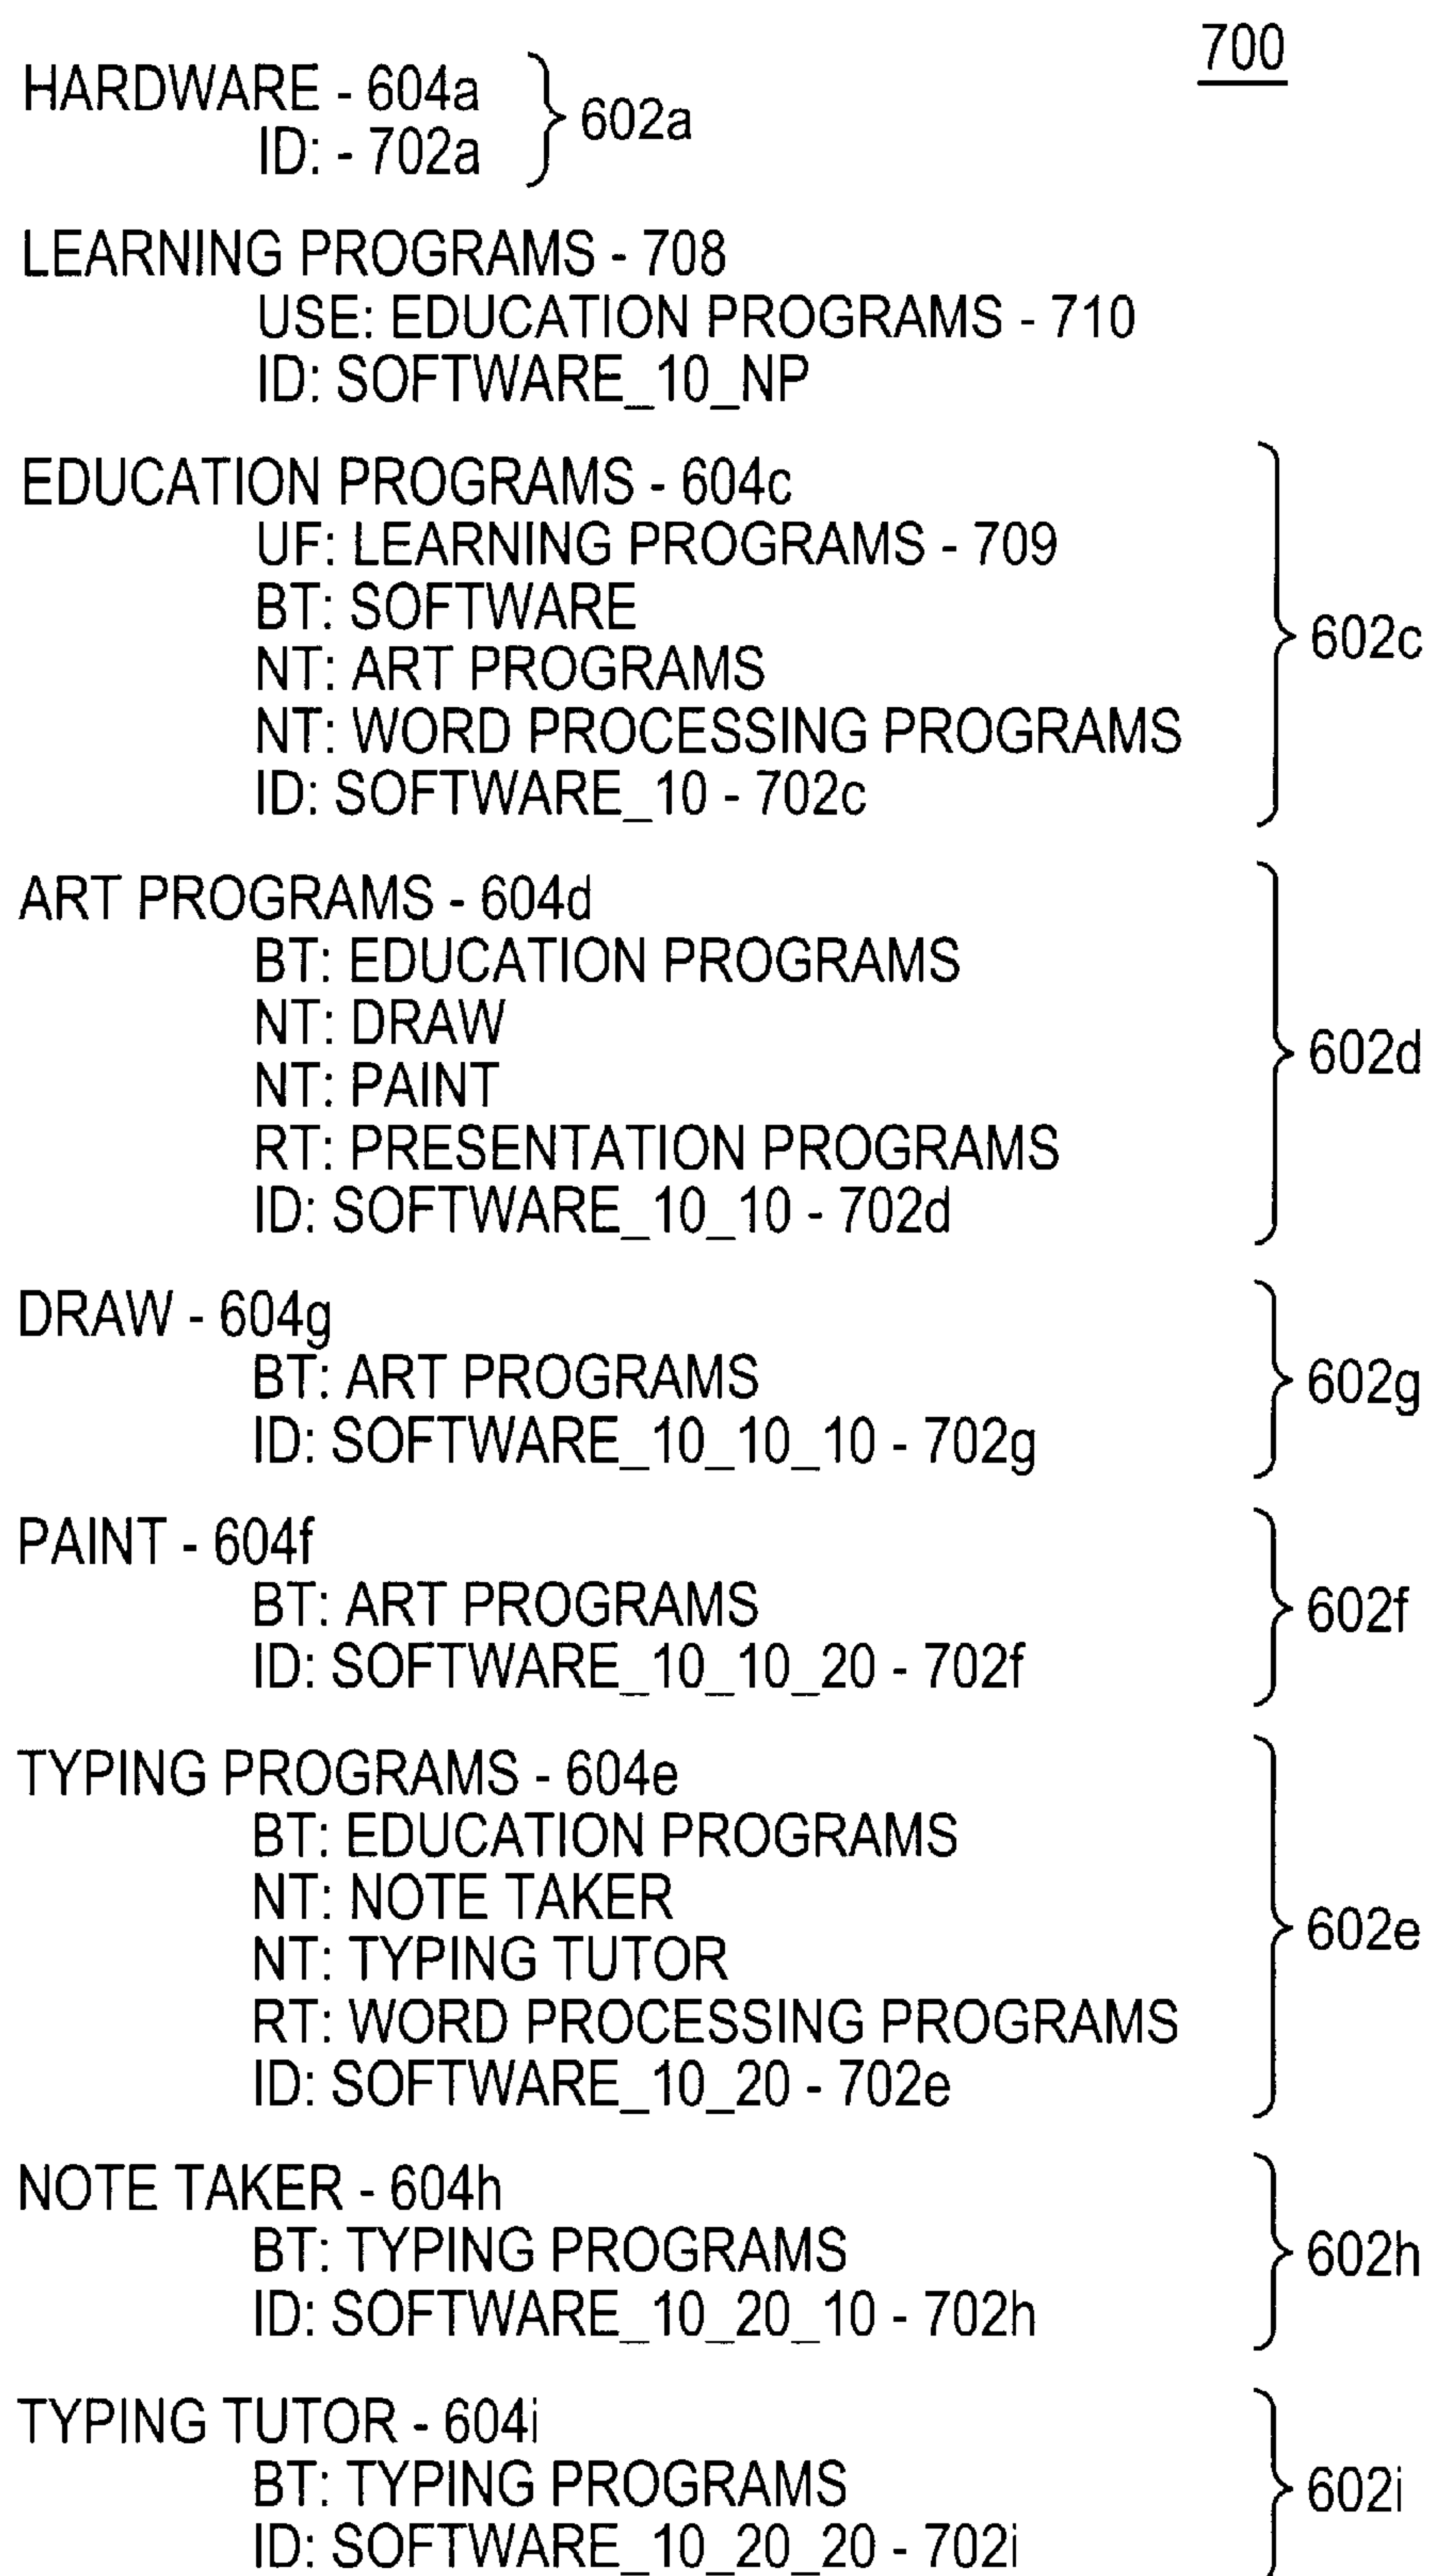 700
HARDWARE - 604a
ID: - 702a
602a
LEARNING PROGRAMS - 708
USE: EDUCATION PROGRAMS - 710
ID: SOFTWARE_10_NP
EDUCATION PROGRAMS - 604c
UF: LEARNING PROGRAMS - 709
BT: SOFTWARE
NT: ART PROGRAMS
NT: WORD PROCESSING PROGRAMS
ID: SOFTWARE_10 - 702c
602c
ART PROGRAMS - 604d
BT: EDUCATION PROGRAMS
NT: DRAW
NT: PAINT
RT: PRESENTATION PROGRAMS
ID: SOFTWARE_10_10 - 702d
602d
DRAW - 604g
BT: ART PROGRAMS
ID: SOFTWARE_10_10_10 - 702g
602g
PAINT - 604f
BT: ART PROGRAMS
ID: SOFTWARE_10_10_20 - 702f
602f
TYPING PROGRAMS - 604e
BT: EDUCATION PROGRAMS
NT: NOTE TAKER
NT: TYPING TUTOR
RT: WORD PROCESSING PROGRAMS
ID: SOFTWARE_10_20 - 702e
602e
NOTE TAKER - 604h
BT: TYPING PROGRAMS
ID: SOFTWARE_10_20_10 - 702h
602h
TYPING TUTOR - 604i
BT: TYPING PROGRAMS
ID: SOFTWARE_10_20_20 - 702i
602i